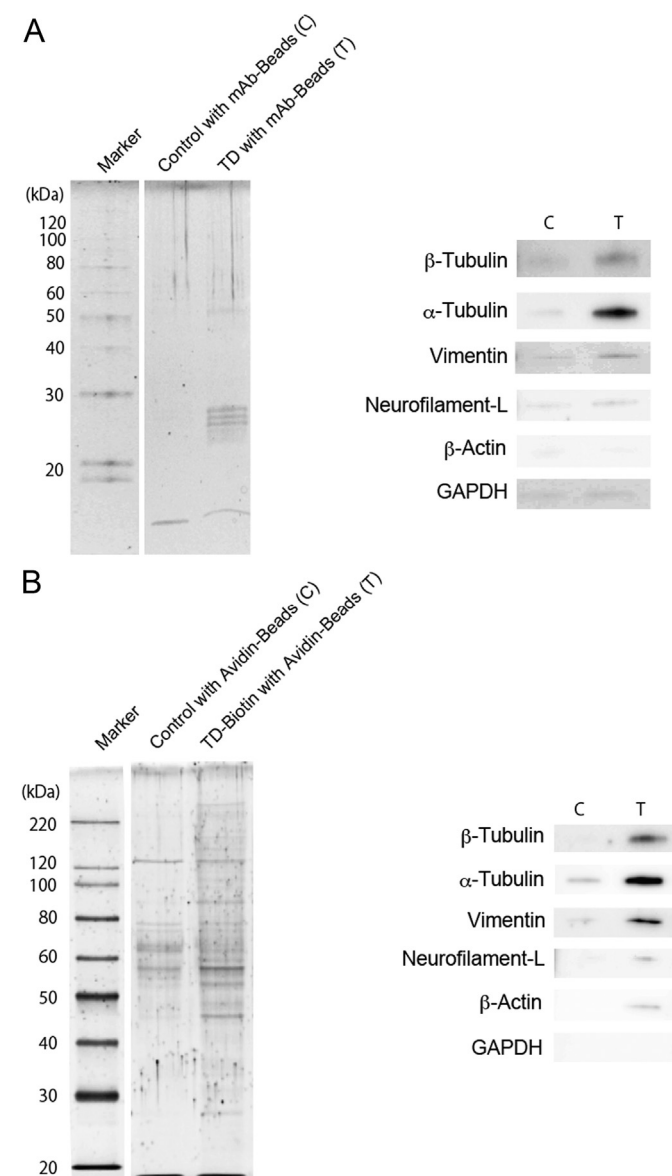 A
Marker
Control with mAb-Beads (C)
TD with mAb-Beads (T)
(kDa)
120
100
80
60
50
40
30
20
C T
β-Tubulin
α-Tubulin
Vimentin
Neurofilament-L
β-Actin
GAPDH
B
Marker
Control with Avidin-Beads (C)
TD-Biotin with Avidin-Beads (T)
(kDa)
220
120
100
80
60
50
40
30
20
C T
β-Tubulin
α-Tubulin
Vimentin
Neurofilament-L
β-Actin
GAPDH